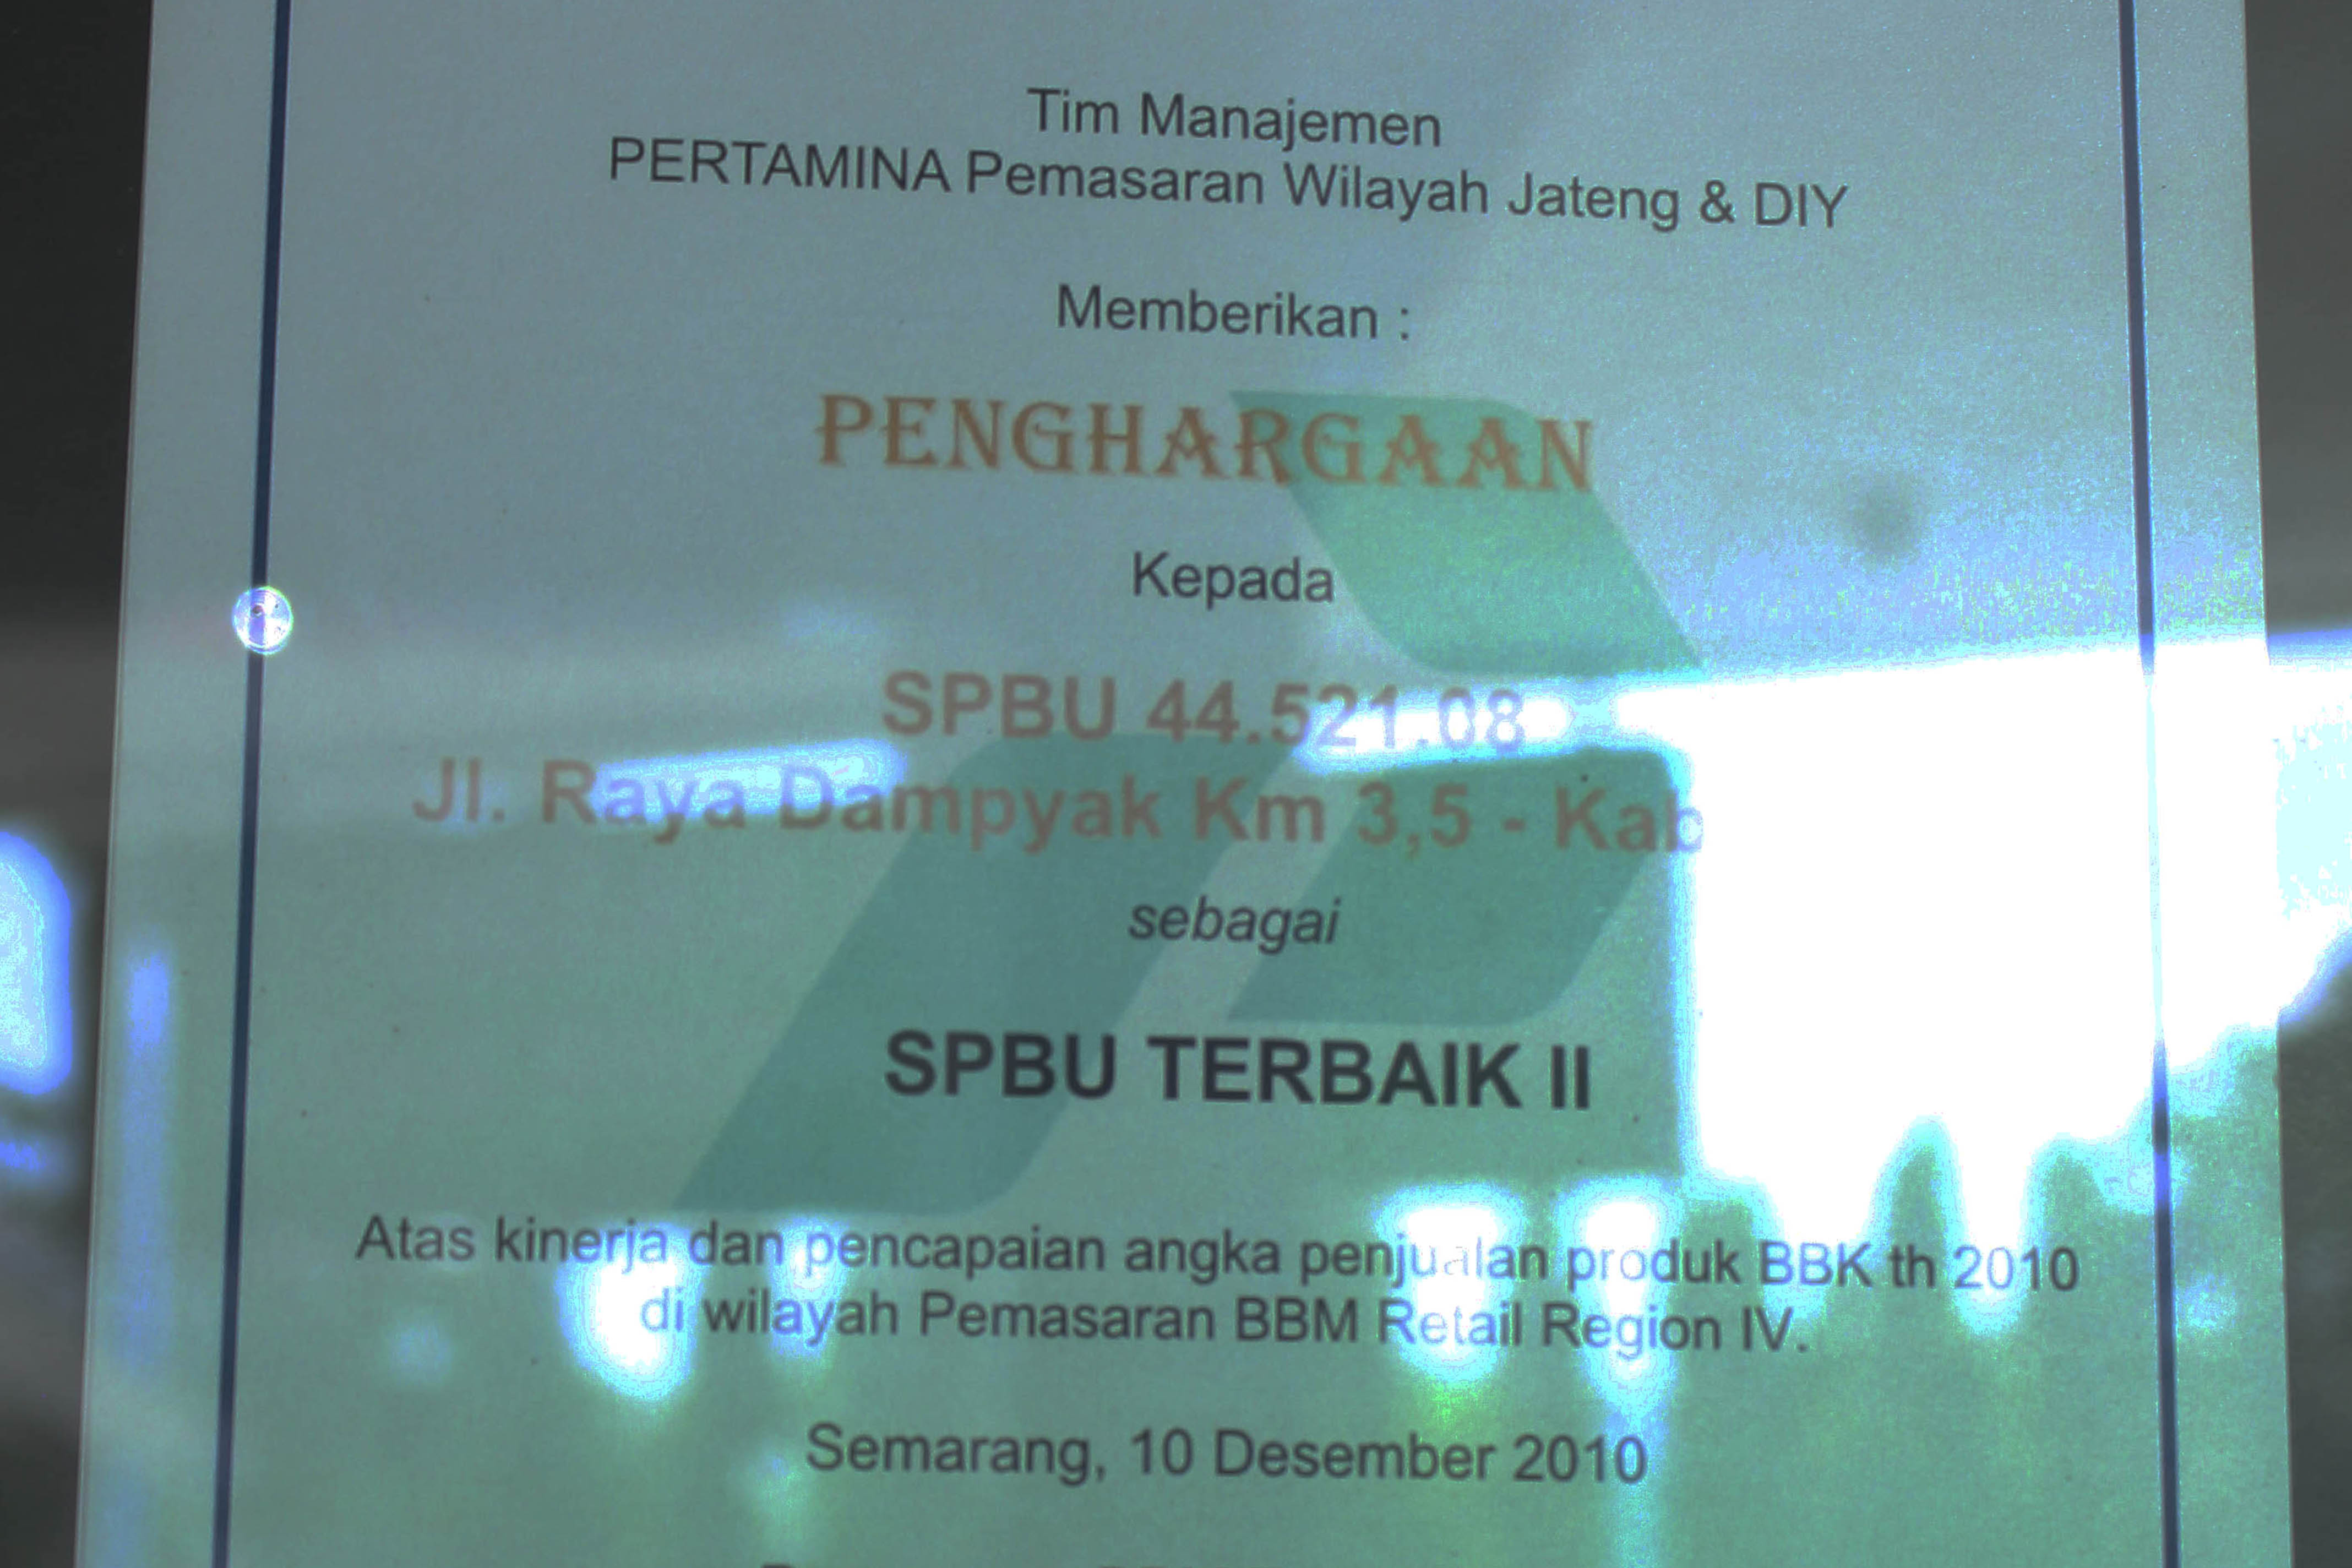 Tim Manajemen
PERTAMINA Pemasaran Wilayah Jateng & DIY
Memberikan :
PENGHARGAAN
Kepada
SPBU 44.521.08
Jl. Raya Dampyak Km 3,5 - Kab
sebagai
SPBU TERBAIK II
Atas kinerja dan pencapaian angka penjualan produk BBK th 2010
di wilayah Pemasaran BBM Retail Region IV.
Semarang, 10 Desember 2010